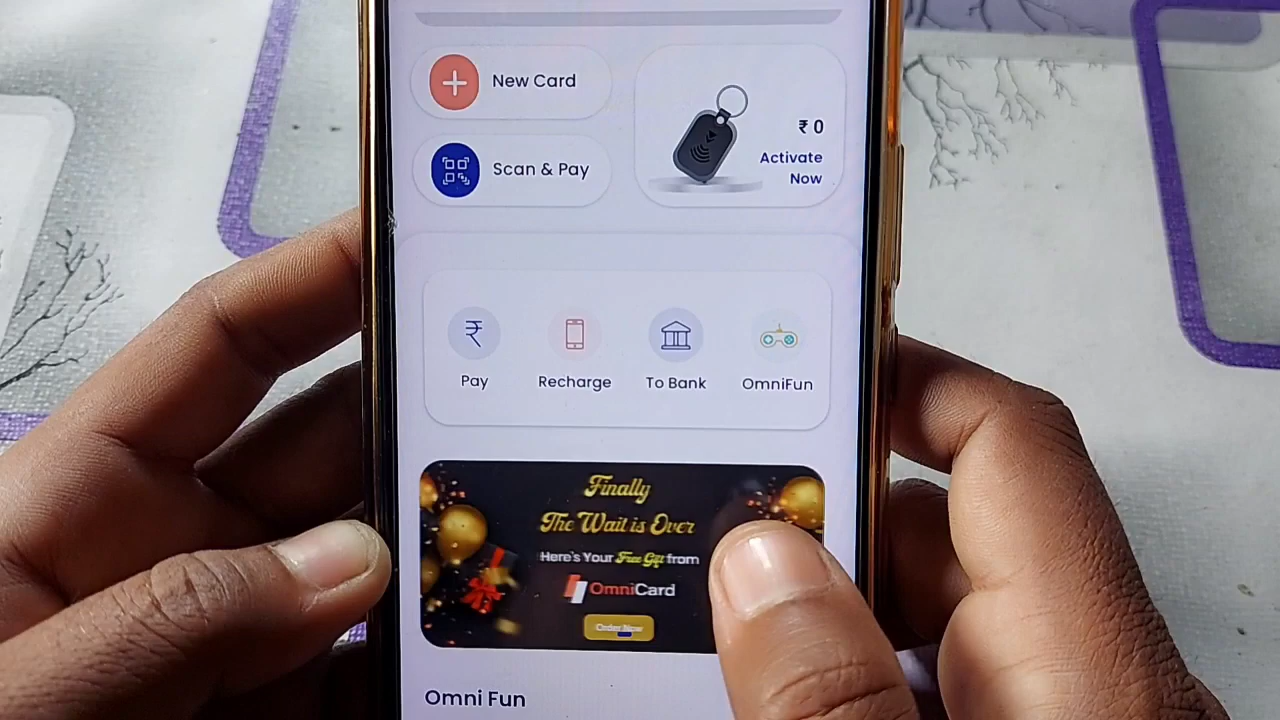 New Card
Scan & Pay
₹ 0
Activate
Now
Pay
Recharge
To Bank
OmniFun
Finally
The Wait is Over
Here's Your Free Gift from
OmniCard
Order Now
Omni Fun